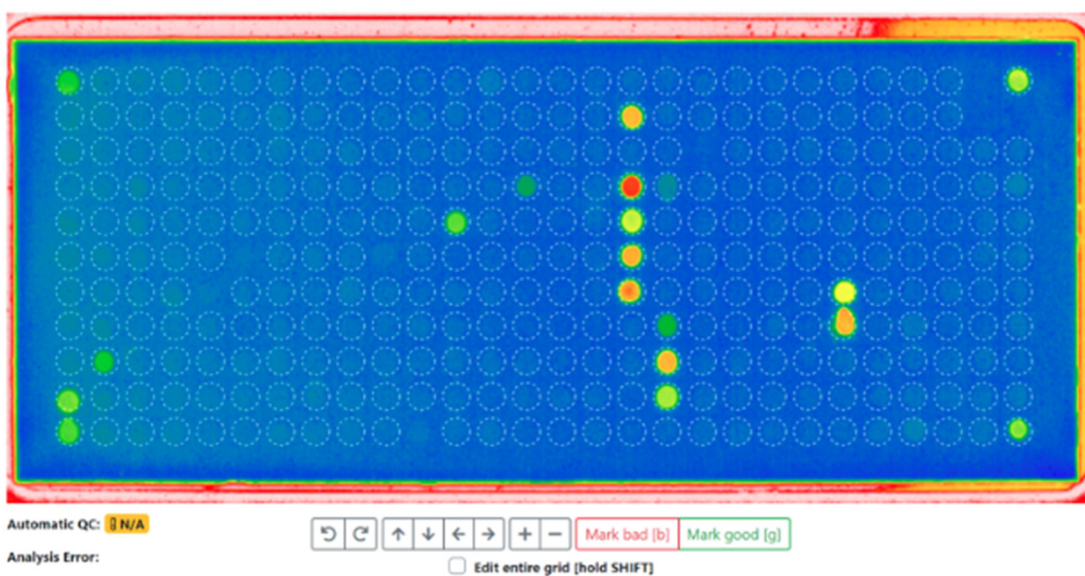 Automatic QC: N/A
Mark bad [b] Mark good [g]
Analysis Error:
Edit entire grid [hold SHIFT]